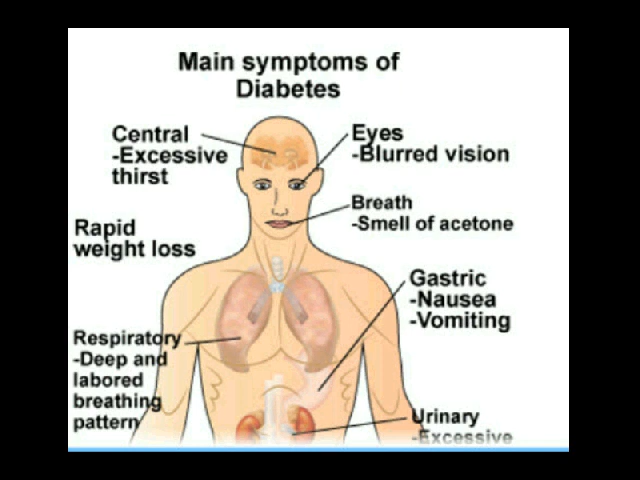 Main symptoms of
Diabetes
Central
-Excessive
thirst
Eyes
-Blurred vision
Breath
-Smell of acetone
Rapid
weight loss
Gastric
-Nausea
-Vomiting
Respiratory
-Deep and
labored
breathing
pattern
Urinary
-Excessive